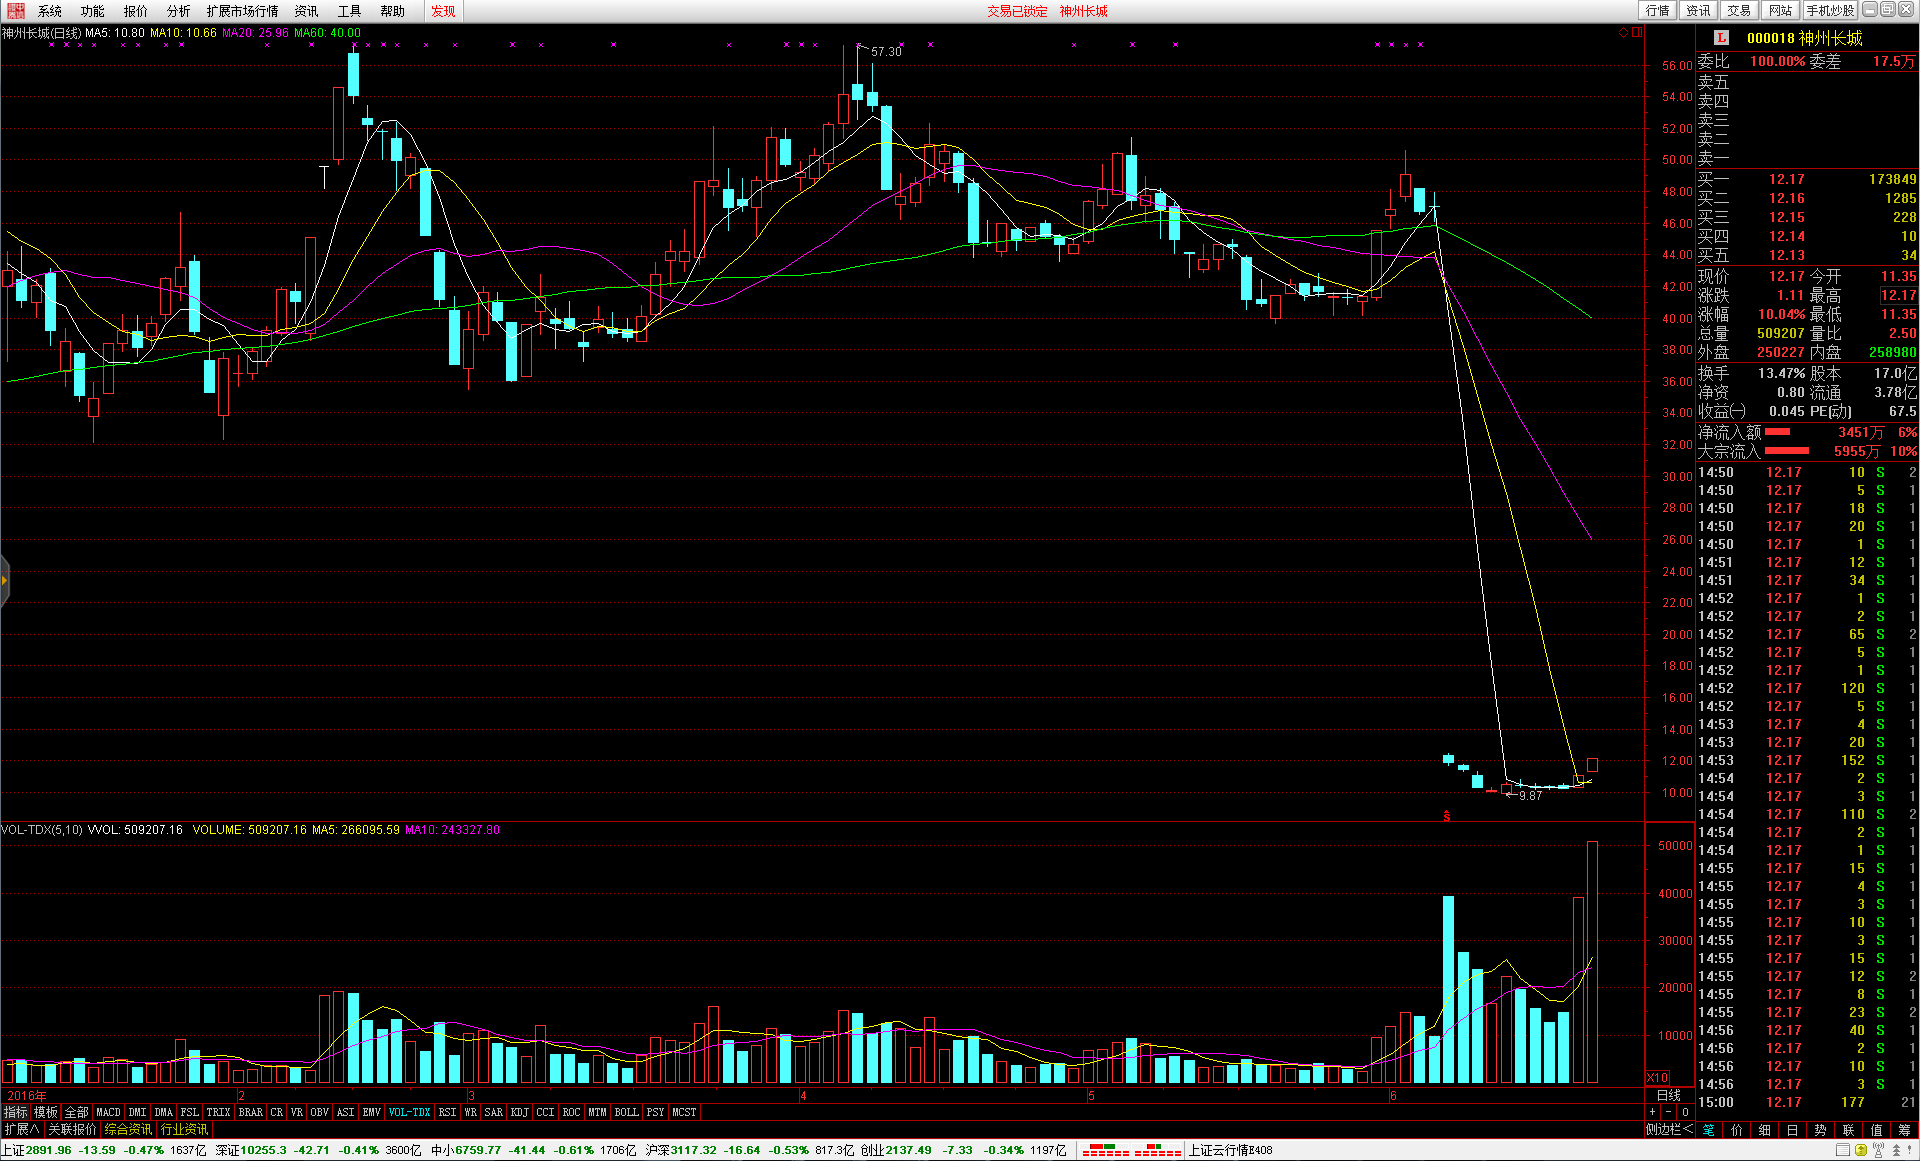 系统 功能 报价 分析 扩展市场行情 资讯 工具 帮助 发现 交易已锁定 神州长城 行情 资讯 交易 网站 手机炒股
神州长城(日线) MA5: 10.80 MA10: 10.66 MA20: 25.96 MA60: 40.00
57.30
9.87
56.00
54.00
52.00
50.00
48.00
46.00
44.00
42.00
40.00
38.00
36.00
34.00
32.00
30.00
28.00
26.00
24.00
22.00
20.00
18.00
16.00
14.00
12.00
10.00
S
VOL-TDX(5,10) VVOL: 509207.16 VOLUME: 509207.16 MA5: 266095.59 MA10: 243327.80
50000
40000
30000
20000
10000
X10
2016年 2 3 4 5 6 日线
指标 模板 全部 MACD DMI DMA FSL TRIX BRAR CR VR OBV ASI EMV VOL-TDX RSI WR SAR KDJ CCI ROC MTM BOLL PSY MCST + - 0
扩展∧ 关联报价 综合资讯 行业资讯 侧边栏< 笔 价 细 日 势 联 值 筹
L 000018 神州长城
委比 100.00% 委差 17.5万
卖五
卖四
卖三
卖二
卖一
买一 12.17 173849
买二 12.16 1285
买三 12.15 228
买四 12.14 10
买五 12.13 34
现价 12.17 今开 11.35
涨跌 1.11 最高 12.17
涨幅 10.04% 最低 11.35
总量 509207 量比 2.50
外盘 250227 内盘 258980
换手 13.47% 股本 17.0亿
净资 0.80 流通 3.78亿
收益㈠ 0.045 PE(动) 67.5
净流入额 3451万 6%
大宗流入 5955万 10%
14:50 12.17 10 S 2
14:50 12.17 5 S 1
14:50 12.17 18 S 1
14:50 12.17 20 S 1
14:50 12.17 1 S 1
14:51 12.17 12 S 1
14:51 12.17 34 S 1
14:52 12.17 1 S 1
14:52 12.17 2 S 1
14:52 12.17 65 S 2
14:52 12.17 5 S 1
14:52 12.17 1 S 1
14:52 12.17 120 S 1
14:52 12.17 5 S 1
14:53 12.17 4 S 1
14:53 12.17 20 S 1
14:53 12.17 152 S 1
14:54 12.17 2 S 1
14:54 12.17 3 S 1
14:54 12.17 110 S 2
14:54 12.17 2 S 1
14:54 12.17 1 S 1
14:55 12.17 15 S 1
14:55 12.17 4 S 1
14:55 12.17 3 S 1
14:55 12.17 10 S 1
14:55 12.17 3 S 1
14:55 12.17 15 S 1
14:55 12.17 12 S 2
14:55 12.17 8 S 1
14:55 12.17 23 S 2
14:56 12.17 40 S 1
14:56 12.17 2 S 1
14:56 12.17 10 S 1
14:56 12.17 3 S 1
15:00 12.17 177 21
上证2891.96 -13.59 -0.47% 1637亿 深证10255.3 -42.71 -0.41% 3600亿 中小6759.77 -41.44 -0.61% 1706亿 沪深3117.32 -16.64 -0.53% 817.3亿 创业2137.49 -7.33 -0.34% 1197亿 上证云行情E408